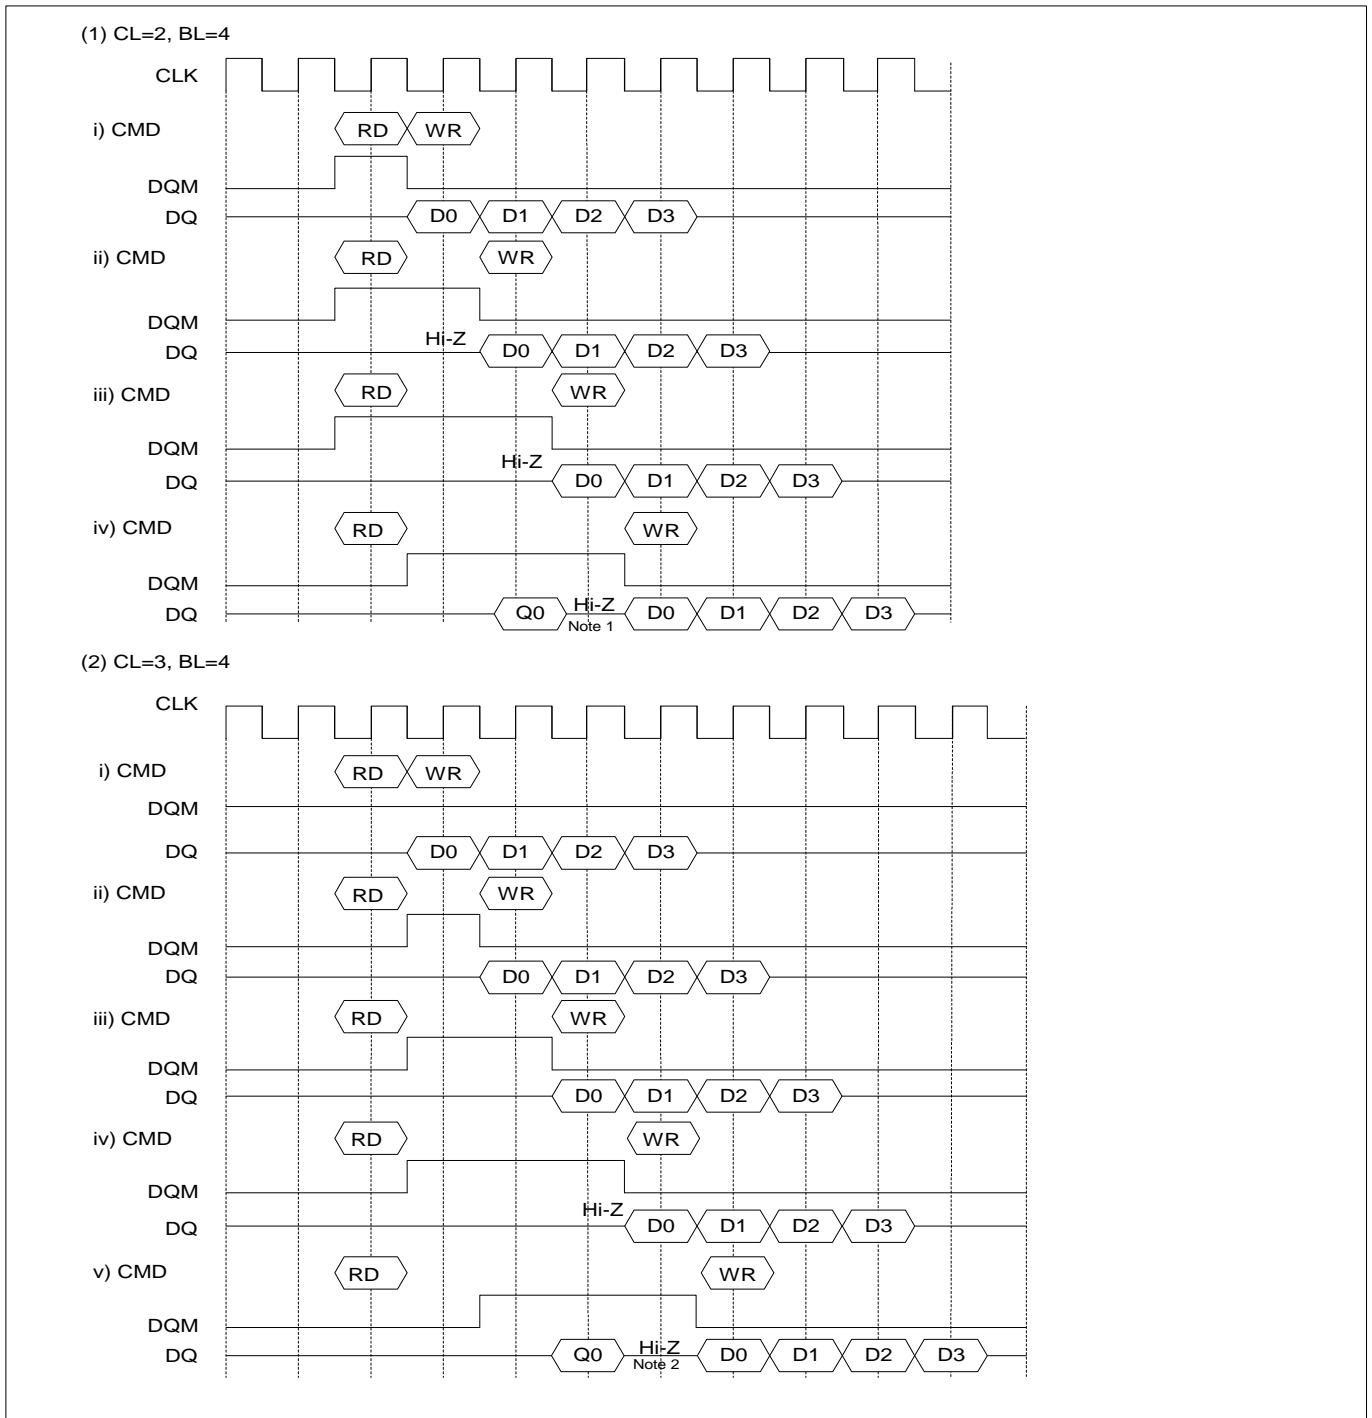 (1) CL=2, BL=4
CLK
i) CMD RD WR
DQM
DQ D0 D1 D2 D3
ii) CMD RD WR
DQM
DQ Hi-Z D0 D1 D2 D3
iii) CMD RD WR
DQM
DQ Hi-Z D0 D1 D2 D3
iv) CMD RD WR
DQM
DQ Q0 Hi-Z D0 D1 D2 D3
Note 1
(2) CL=3, BL=4
CLK
i) CMD RD WR
DQM
DQ D0 D1 D2 D3
ii) CMD RD WR
DQM
DQ D0 D1 D2 D3
iii) CMD RD WR
DQM
DQ D0 D1 D2 D3
iv) CMD RD WR
DQM
DQ Hi-Z D0 D1 D2 D3
v) CMD RD WR
DQM
DQ Q0 Hi-Z D0 D1 D2 D3
Note 2